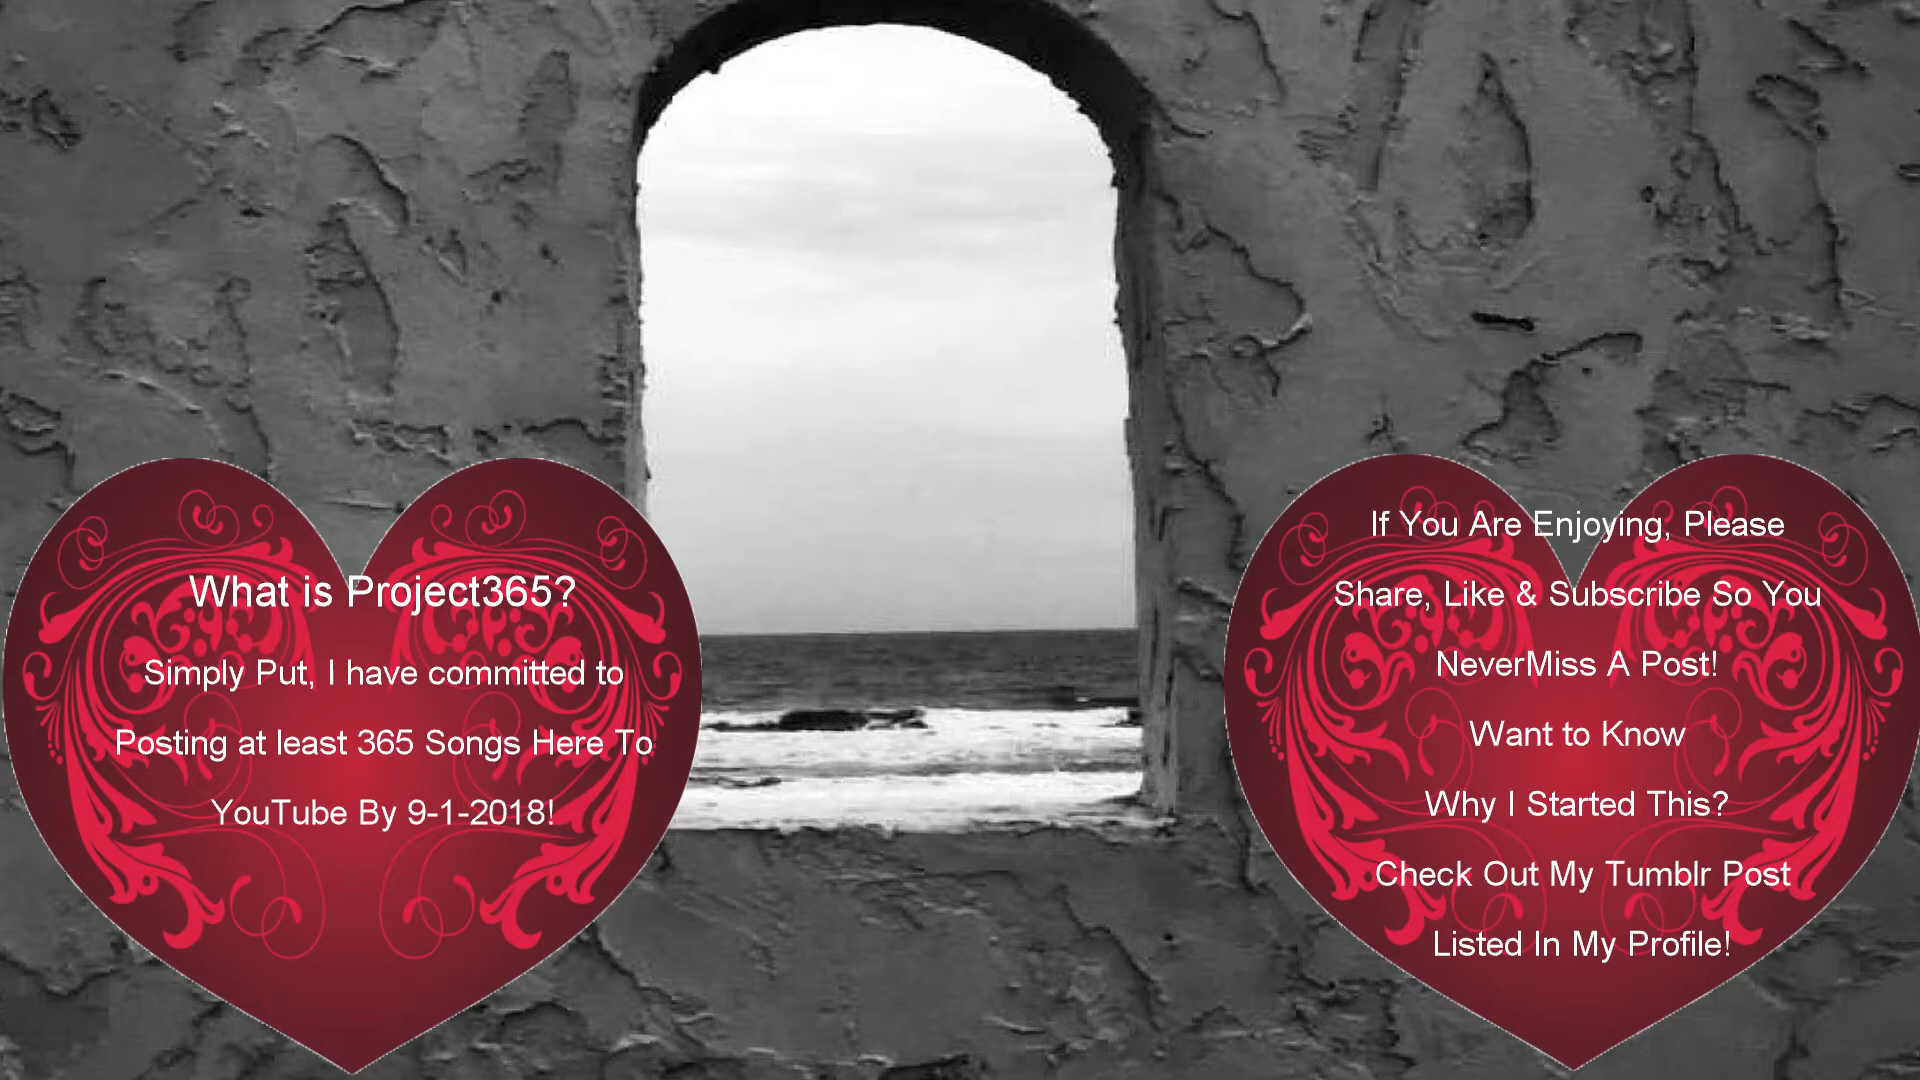 What is Project365?
Simply Put, I have committed to
Posting at least 365 Songs Here To
YouTube By 9-1-2018!
If You Are Enjoying, Please
Share, Like & Subscribe So You
NeverMiss A Post!
Want to Know
Why I Started This?
Check Out My Tumblr Post
Listed In My Profile!